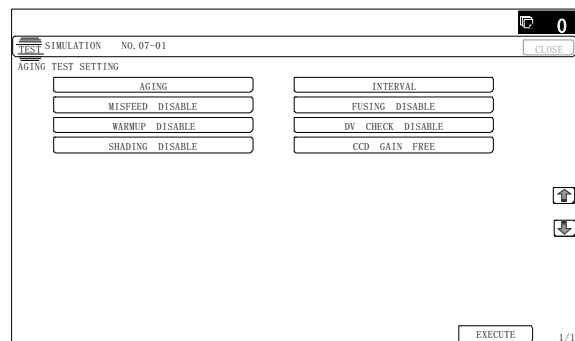 0
TEST SIMULATION NO.07-01 CLOSE
AGING TEST SETTING
AGING INTERVAL
MISFEED DISABLE FUSING DISABLE
WARMUP DISABLE DV CHECK DISABLE
SHADING DISABLE CCD GAIN FREE
EXECUTE 1/1